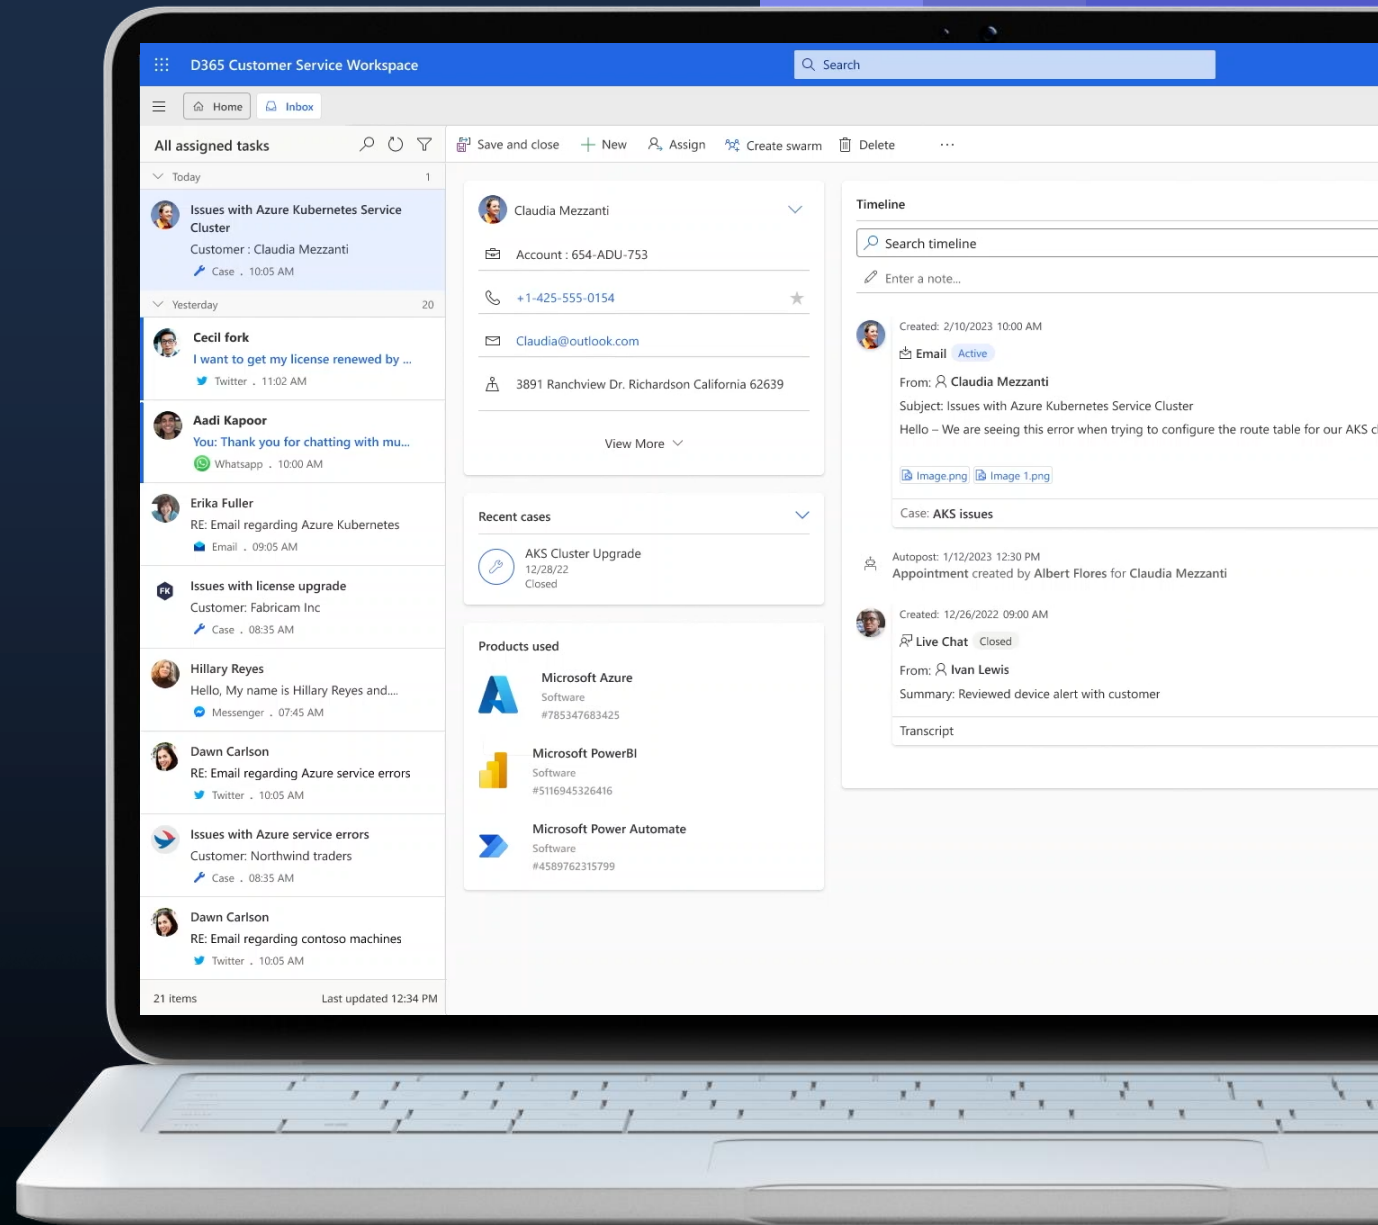 D365 Customer Service Workspace
Search
Home
Inbox
All assigned tasks
Today 1
Issues with Azure Kubernetes Service
Cluster
Customer : Claudia Mezzanti
Case . 10:05 AM
Yesterday 20
Cecil fork
I want to get my license renewed by ...
Twitter . 11:02 AM
Aadi Kapoor
You: Thank you for chatting with mu...
Whatsapp . 10:00 AM
Erika Fuller
RE: Email regarding Azure Kubernetes
Email . 09:05 AM
FK
Issues with license upgrade
Customer: Fabricam Inc
Case . 08:35 AM
Hillary Reyes
Hello, My name is Hillary Reyes and....
Messenger . 07:45 AM
Dawn Carlson
RE: Email regarding Azure service errors
Twitter . 10:05 AM
Issues with Azure service errors
Customer: Northwind traders
Case . 08:35 AM
Dawn Carlson
RE: Email regarding contoso machines
Twitter . 10:05 AM
21 items Last updated 12:34 PM
Save and close New Assign Create swarm Delete ...
Claudia Mezzanti
Account : 654-ADU-753
+1-425-555-0154
Claudia@outlook.com
3891 Ranchview Dr. Richardson California 62639
View More
Recent cases
AKS Cluster Upgrade
12/28/22
Closed
Products used
Microsoft Azure
Software
#785347683425
Microsoft PowerBI
Software
#5116945326416
Microsoft Power Automate
Software
#4589762315799
Timeline
Search timeline
Enter a note...
Created: 2/10/2023 10:00 AM
Email Active
From: Claudia Mezzanti
Subject: Issues with Azure Kubernetes Service Cluster
Hello – We are seeing this error when trying to configure the route table for our AKS
Image.png Image 1.png
Case: AKS issues
Autopost: 1/12/2023 12:30 PM
Appointment created by Albert Flores for Claudia Mezzanti
Created: 12/26/2022 09:00 AM
Live Chat Closed
From: Ivan Lewis
Summary: Reviewed device alert with customer
Transcript